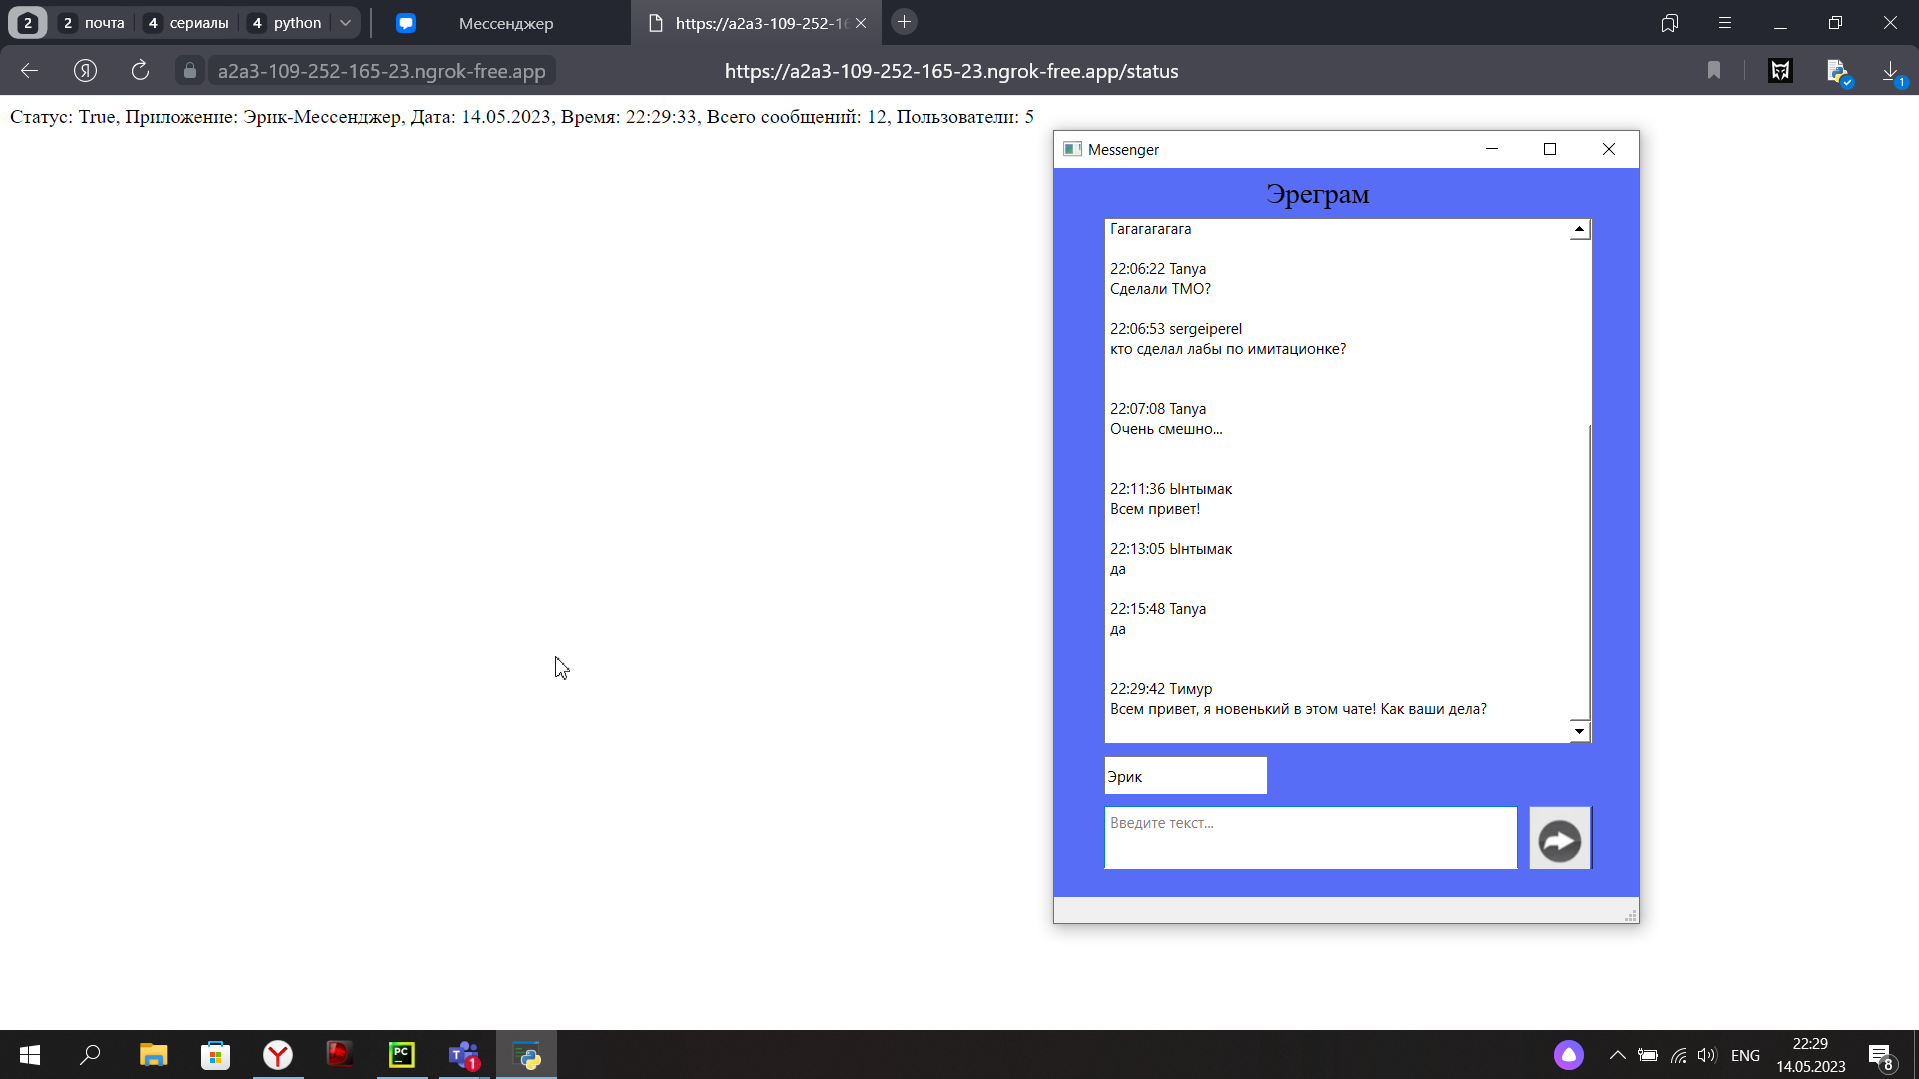 2
2 почта
4 сериалы
4 python
Мессенджер
https://a2a3-109-252-16
a2a3-109-252-165-23.ngrok-free.app
https://a2a3-109-252-165-23.ngrok-free.app/status
1
Статус: True, Приложение: Эрик-Мессенджер, Дата: 14.05.2023, Время: 22:29:33, Всего сообщений: 12, Пользователи: 5
Messenger
Эреграм
Гагагагагага
22:06:22 Tanya
Сделали ТМО?
22:06:53 sergeiperel
кто сделал лабы по имитационке?
22:07:08 Tanya
Очень смешно...
22:11:36 Ынтымак
Всем привет!
22:13:05 Ынтымак
да
22:15:48 Tanya
да
22:29:42 Тимур
Всем привет, я новенький в этом чате! Как ваши дела?
Эрик
Введите текст...
Y
PC
T
1
ENG
22:29
14.05.2023
8